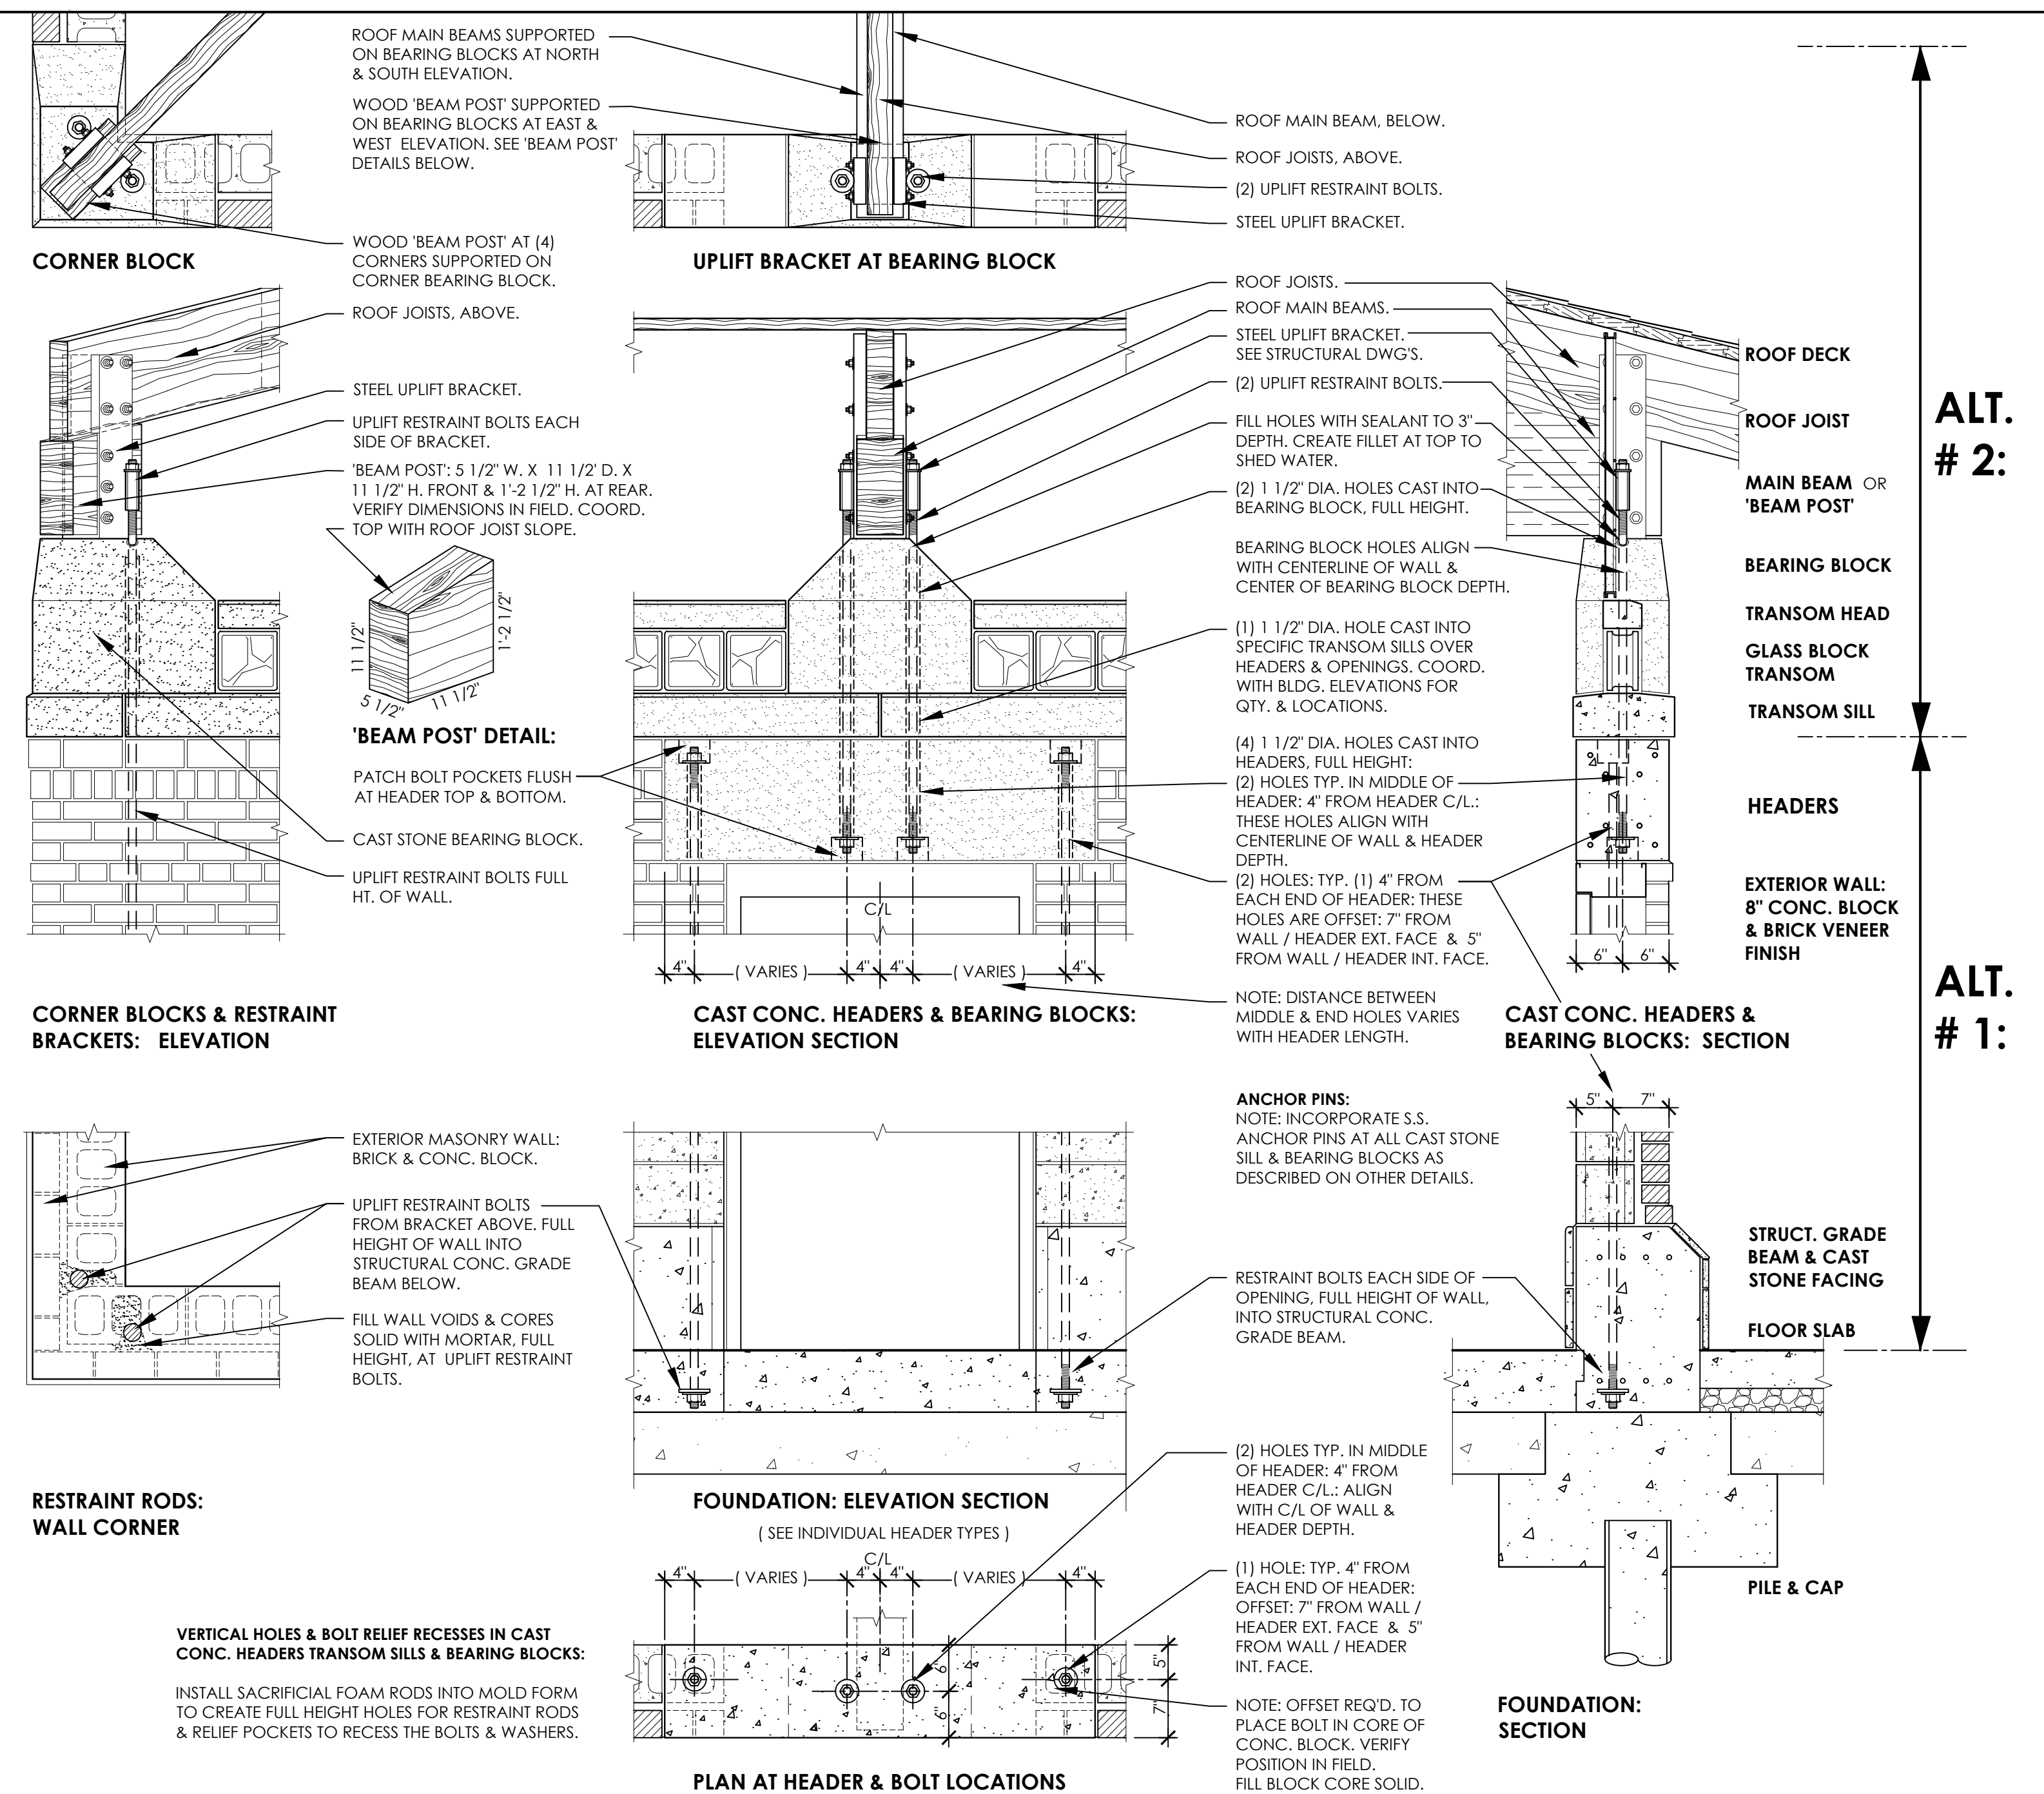 ROOF MAIN BEAMS SUPPORTED
ON BEARING BLOCKS AT NORTH
& SOUTH ELEVATION.
WOOD 'BEAM POST' SUPPORTED
ON BEARING BLOCKS AT EAST &
WEST ELEVATION. SEE 'BEAM POST'
DETAILS BELOW.
WOOD 'BEAM POST' AT (4)
CORNERS SUPPORTED ON
CORNER BEARING BLOCK.
CORNER BLOCK
ROOF MAIN BEAM, BELOW.
ROOF JOISTS, ABOVE.
(2) UPLIFT RESTRAINT BOLTS.
STEEL UPLIFT BRACKET.
UPLIFT BRACKET AT BEARING BLOCK
ROOF JOISTS, ABOVE.
STEEL UPLIFT BRACKET.
UPLIFT RESTRAINT BOLTS EACH
SIDE OF BRACKET.
'BEAM POST': 5 1/2" W. X 11 1/2' D. X
11 1/2" H. FRONT & 1'-2 1/2" H. AT REAR.
VERIFY DIMENSIONS IN FIELD. COORD.
TOP WITH ROOF JOIST SLOPE.
11 1/2"
1'-2 1/2"
5 1/2"
11 1/2"
'BEAM POST' DETAIL:
PATCH BOLT POCKETS FLUSH
AT HEADER TOP & BOTTOM.
CAST STONE BEARING BLOCK.
UPLIFT RESTRAINT BOLTS FULL
HT. OF WALL.
CORNER BLOCKS & RESTRAINT
BRACKETS: ELEVATION
ROOF JOISTS.
ROOF MAIN BEAMS.
STEEL UPLIFT BRACKET.
SEE STRUCTURAL DWG'S.
(2) UPLIFT RESTRAINT BOLTS.
FILL HOLES WITH SEALANT TO 3"
DEPTH. CREATE FILLET AT TOP TO
SHED WATER.
(2) 1 1/2" DIA. HOLES CAST INTO
BEARING BLOCK, FULL HEIGHT.
BEARING BLOCK HOLES ALIGN
WITH CENTERLINE OF WALL &
CENTER OF BEARING BLOCK DEPTH.
(1) 1 1/2" DIA. HOLE CAST INTO
SPECIFIC TRANSOM SILLS OVER
HEADERS & OPENINGS. COORD.
WITH BLDG. ELEVATIONS FOR
QTY. & LOCATIONS.
(4) 1 1/2" DIA. HOLES CAST INTO
HEADERS, FULL HEIGHT:
(2) HOLES TYP. IN MIDDLE OF
HEADER: 4" FROM HEADER C/L.:
THESE HOLES ALIGN WITH
CENTERLINE OF WALL & HEADER
DEPTH.
(2) HOLES: TYP. (1) 4" FROM
EACH END OF HEADER: THESE
HOLES ARE OFFSET: 7" FROM
WALL / HEADER EXT. FACE & 5"
FROM WALL / HEADER INT. FACE.
NOTE: DISTANCE BETWEEN
MIDDLE & END HOLES VARIES
WITH HEADER LENGTH.
C/L
4"
( VARIES )
4"
4"
( VARIES )
4"
CAST CONC. HEADERS & BEARING BLOCKS:
ELEVATION SECTION
6"
6"
CAST CONC. HEADERS &
BEARING BLOCKS: SECTION
ROOF DECK
ROOF JOIST
MAIN BEAM OR
'BEAM POST'
BEARING BLOCK
TRANSOM HEAD
GLASS BLOCK
TRANSOM
TRANSOM SILL
HEADERS
EXTERIOR WALL:
8" CONC. BLOCK
& BRICK VENEER
FINISH
ALT.
# 2:
ALT.
# 1:
EXTERIOR MASONRY WALL:
BRICK & CONC. BLOCK.
UPLIFT RESTRAINT BOLTS
FROM BRACKET ABOVE. FULL
HEIGHT OF WALL INTO
STRUCTURAL CONC. GRADE
BEAM BELOW.
FILL WALL VOIDS & CORES
SOLID WITH MORTAR, FULL
HEIGHT, AT UPLIFT RESTRAINT
BOLTS.
RESTRAINT RODS:
WALL CORNER
ANCHOR PINS:
NOTE: INCORPORATE S.S.
ANCHOR PINS AT ALL CAST STONE
SILL & BEARING BLOCKS AS
DESCRIBED ON OTHER DETAILS.
RESTRAINT BOLTS EACH SIDE OF
OPENING, FULL HEIGHT OF WALL,
INTO STRUCTURAL CONC.
GRADE BEAM.
5"
7"
STRUCT. GRADE
BEAM & CAST
STONE FACING
FLOOR SLAB
PILE & CAP
FOUNDATION: ELEVATION SECTION
( SEE INDIVIDUAL HEADER TYPES )
C/L
4"
( VARIES )
4"
4"
( VARIES )
4"
6"
6"
5"
7"
(2) HOLES TYP. IN MIDDLE
OF HEADER: 4" FROM
HEADER C/L.: ALIGN
WITH C/L OF WALL &
HEADER DEPTH.
(1) HOLE: TYP. 4" FROM
EACH END OF HEADER:
OFFSET: 7" FROM WALL /
HEADER EXT. FACE & 5"
FROM WALL / HEADER
INT. FACE.
NOTE: OFFSET REQ'D. TO
PLACE BOLT IN CORE OF
CONC. BLOCK. VERIFY
POSITION IN FIELD.
FILL BLOCK CORE SOLID.
FOUNDATION:
SECTION
VERTICAL HOLES & BOLT RELIEF RECESSES IN CAST
CONC. HEADERS TRANSOM SILLS & BEARING BLOCKS:
INSTALL SACRIFICIAL FOAM RODS INTO MOLD FORM
TO CREATE FULL HEIGHT HOLES FOR RESTRAINT RODS
& RELIEF POCKETS TO RECESS THE BOLTS & WASHERS.
PLAN AT HEADER & BOLT LOCATIONS